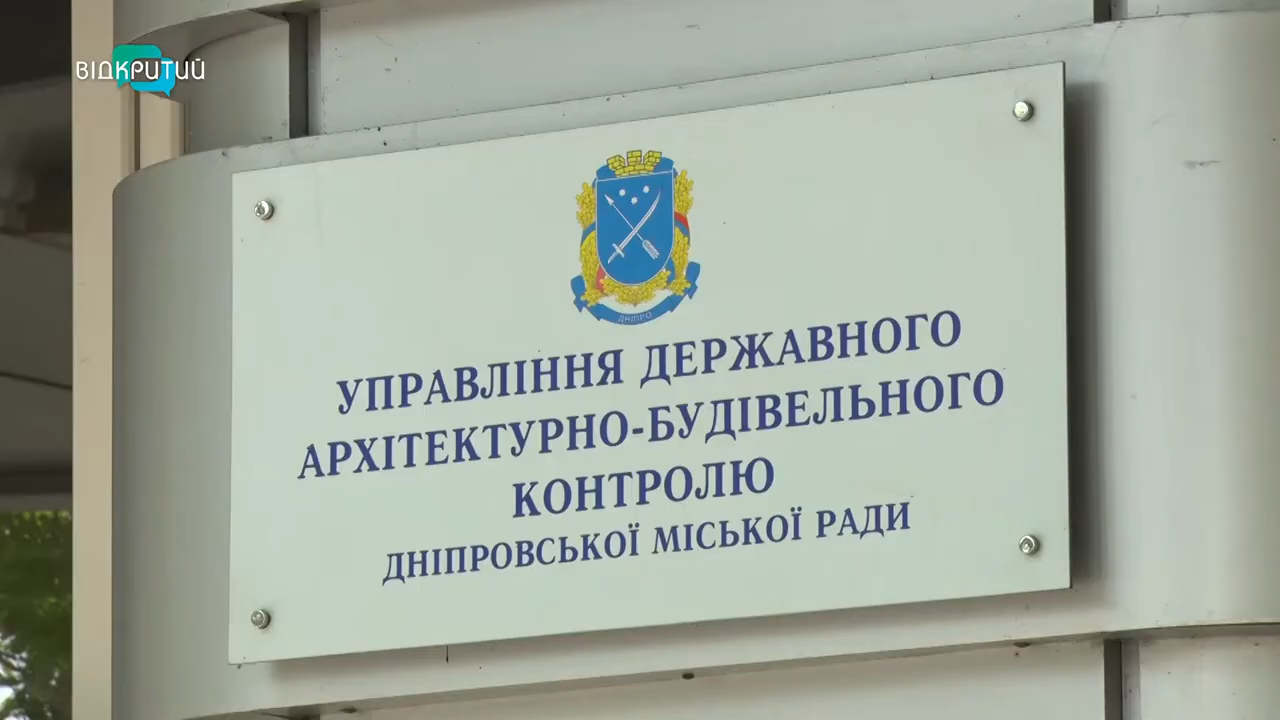 ВІДКРИТИЙ
ДНІПРО
УПРАВЛІННЯ ДЕРЖАВНОГО
АРХІТЕКТУРНО-БУДІВЕЛЬНОГО
КОНТРОЛЮ
ДНІПРОВСЬКОЇ МІСЬКОЇ РАДИ